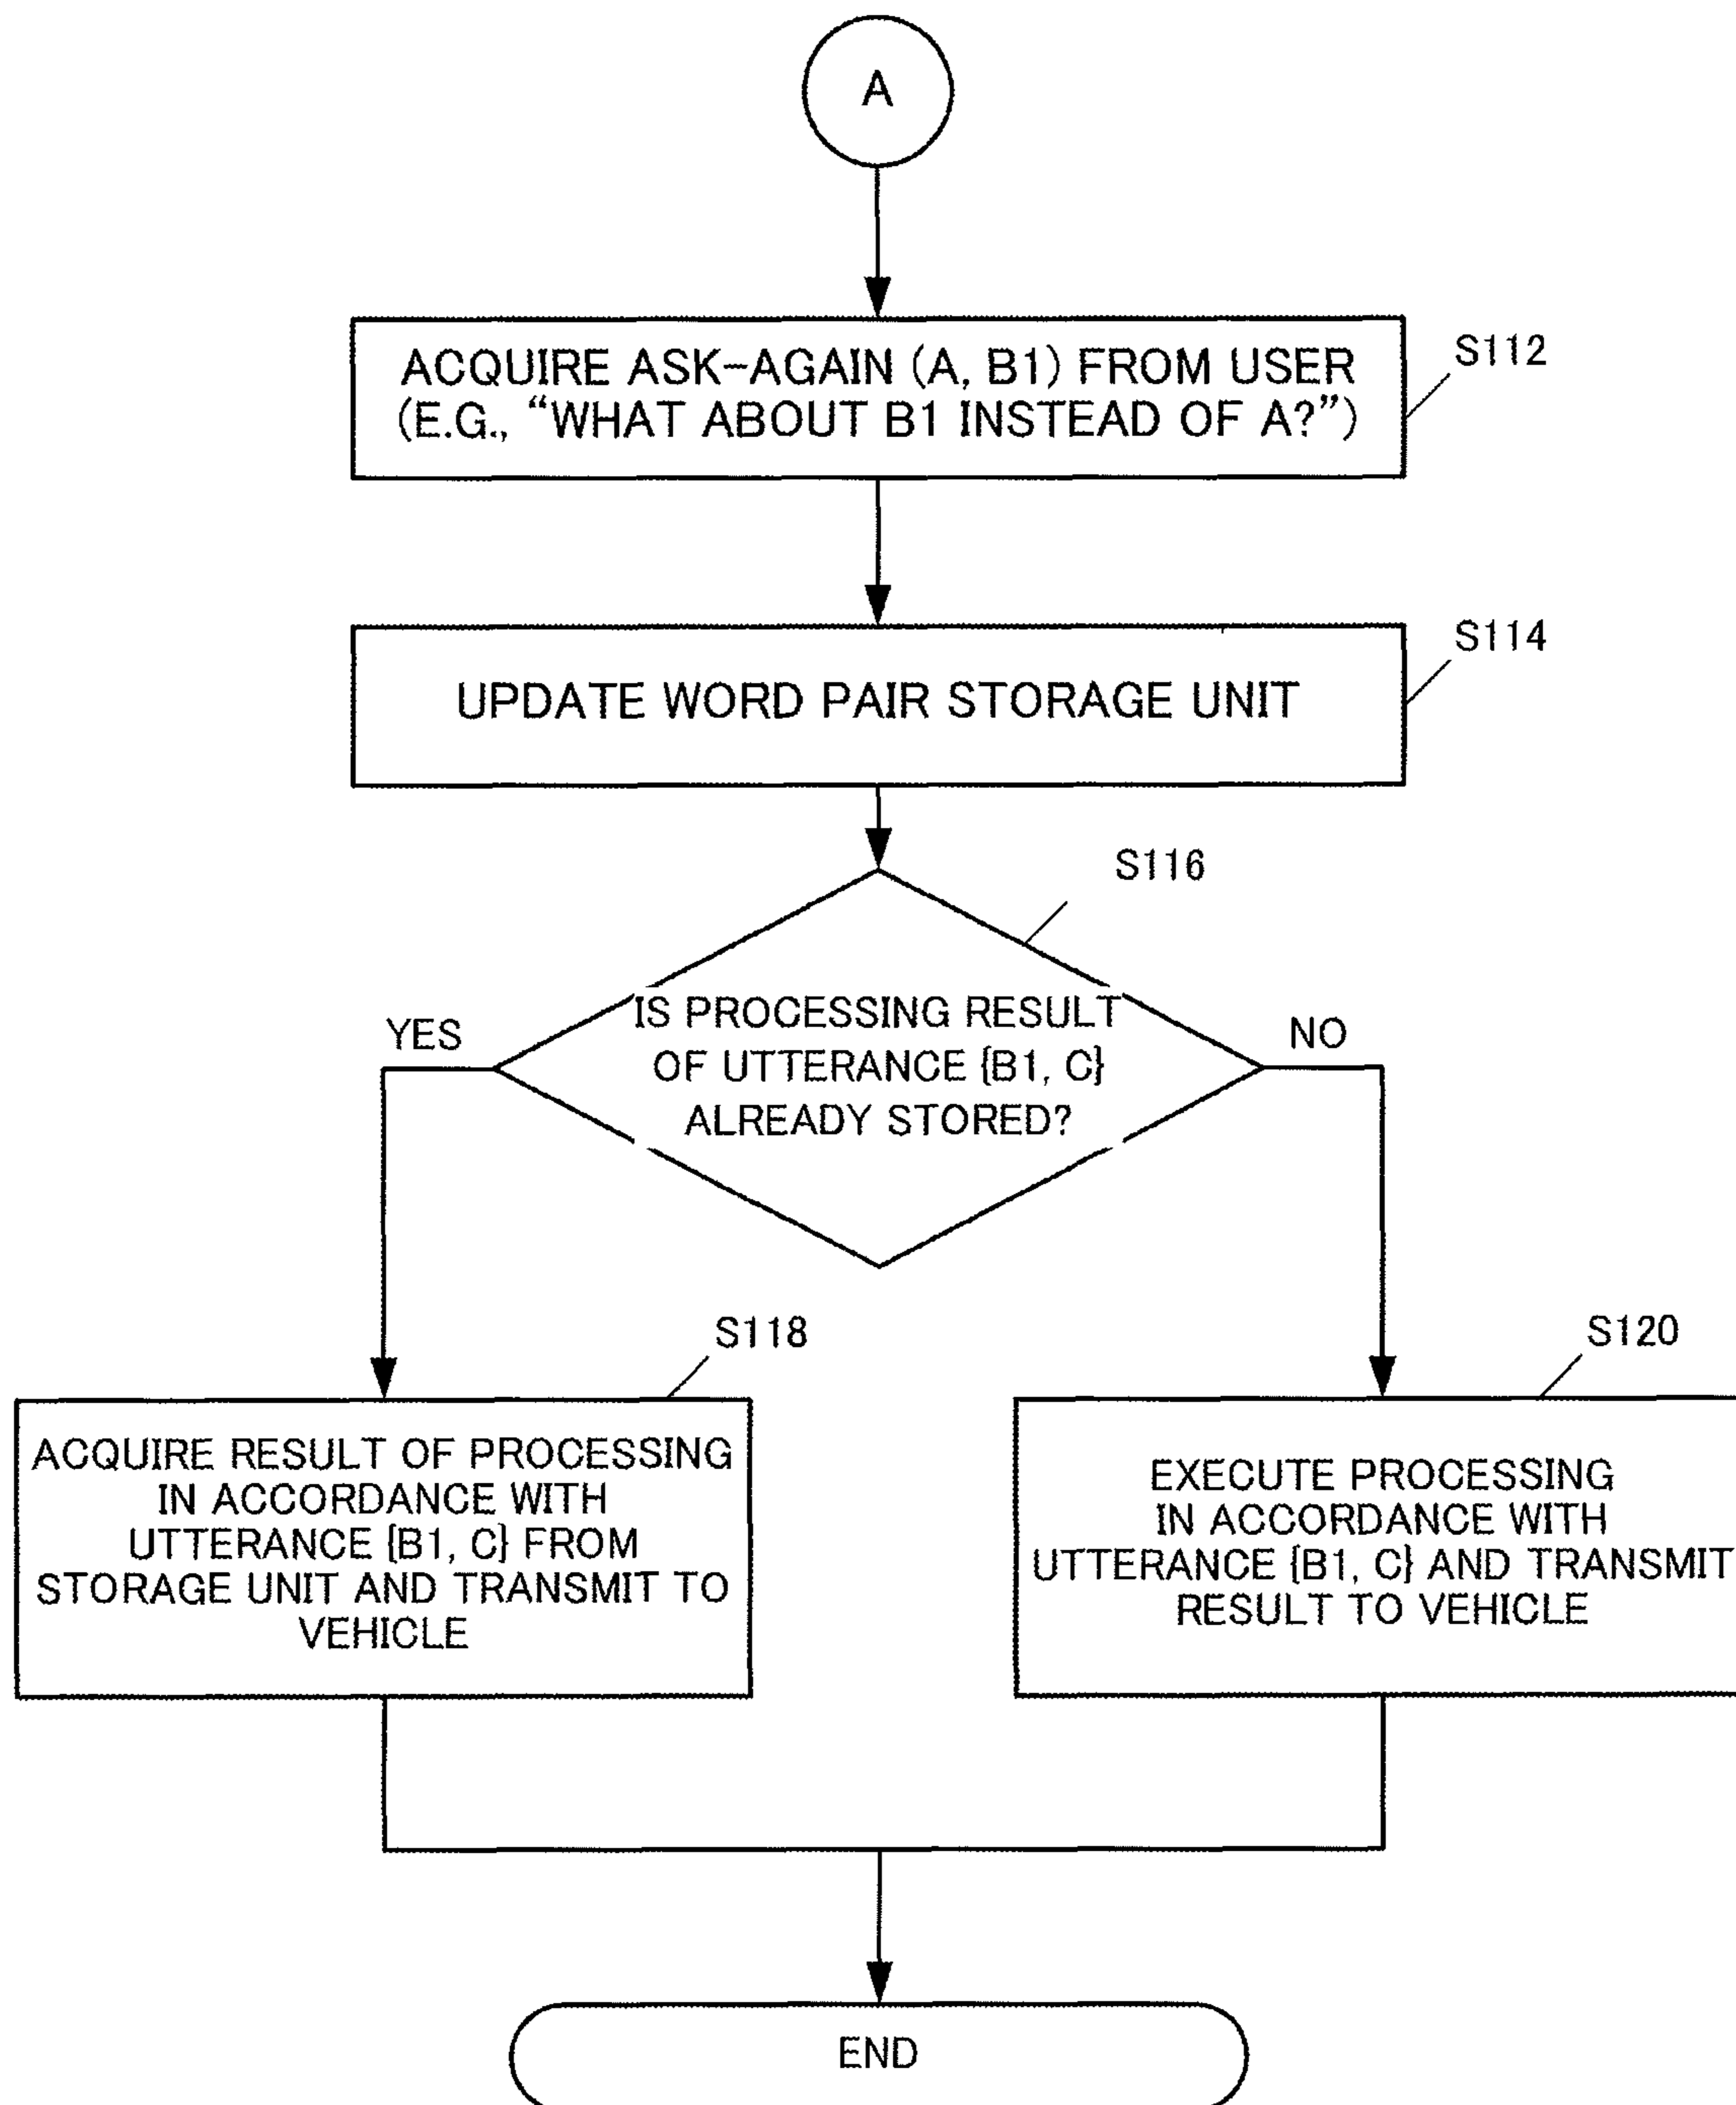 A
ACQUIRE ASK-AGAIN (A, B1) FROM USER
(E.G., “WHAT ABOUT B1 INSTEAD OF A?”)
S112
UPDATE WORD PAIR STORAGE UNIT
S114
S116
IS PROCESSING RESULT
OF UTTERANCE {B1, C}
ALREADY STORED?
YES
NO
S118
ACQUIRE RESULT OF PROCESSING
IN ACCORDANCE WITH
UTTERANCE {B1, C} FROM
STORAGE UNIT AND TRANSMIT TO
VEHICLE
S120
EXECUTE PROCESSING
IN ACCORDANCE WITH
UTTERANCE {B1, C} AND TRANSMIT
RESULT TO VEHICLE
END